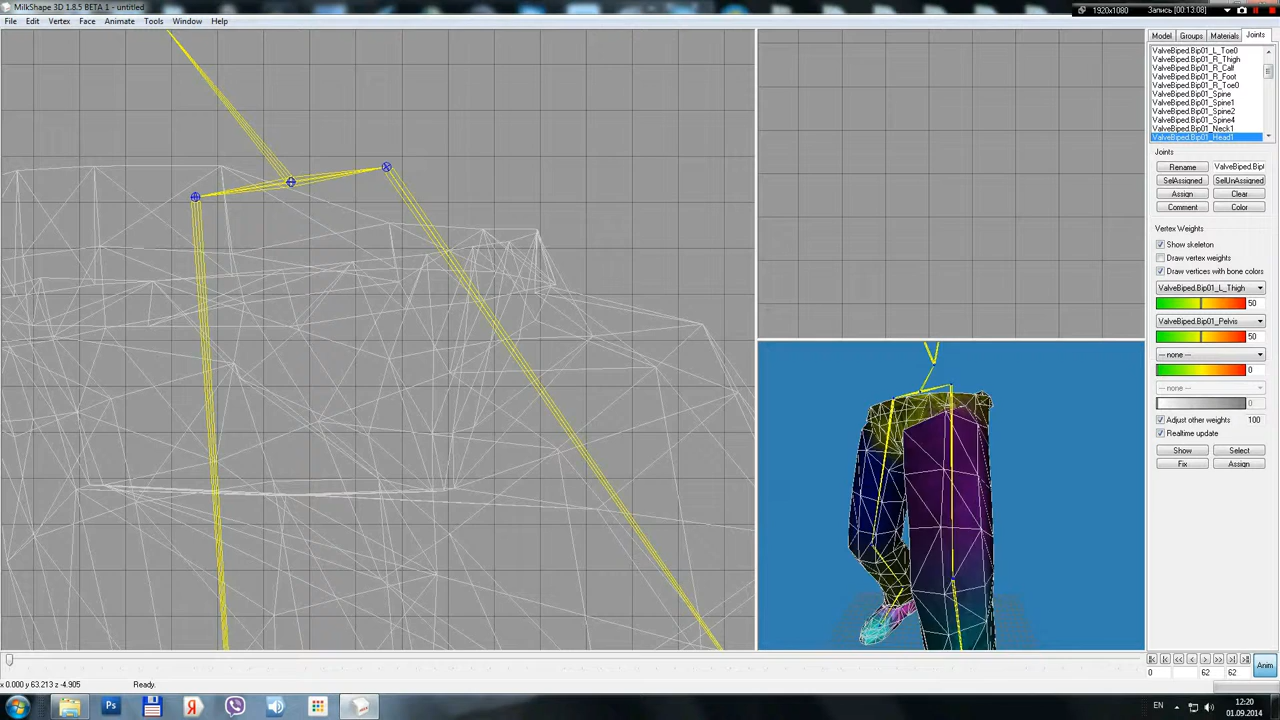 MilkShape 3D 1.8.5 BETA 1 - untitled
1920x1080 Запись [00:13:08]
File Edit Vertex Face Animate Tools Window Help
Model Groups Materials Joints
ValveBiped.Bip01_L_Toe0
ValveBiped.Bip01_R_Thigh
ValveBiped.Bip01_R_Calf
ValveBiped.Bip01_R_Foot
ValveBiped.Bip01_R_Toe0
ValveBiped.Bip01_Spine
ValveBiped.Bip01_Spine1
ValveBiped.Bip01_Spine2
ValveBiped.Bip01_Spine4
ValveBiped.Bip01_Neck1
ValveBiped.Bip01_Head1
Joints
Rename ValveBiped.Bip
SelAssigned SelUnAssigned
Assign Clear
Comment Color
Vertex Weights
Show skeleton
Draw vertex weights
Draw vertices with bone colors
ValveBiped.Bip01_L_Thigh
50
ValveBiped.Bip01_Pelvis
50
--- none ---
0
--- none ---
0
Adjust other weights 100
Realtime update
Show Select
Fix Assign
Anim
0 62 62
x 0.000 y 63.213 z -4.905 Ready.
Ps Я EN 12:20
01.09.2014